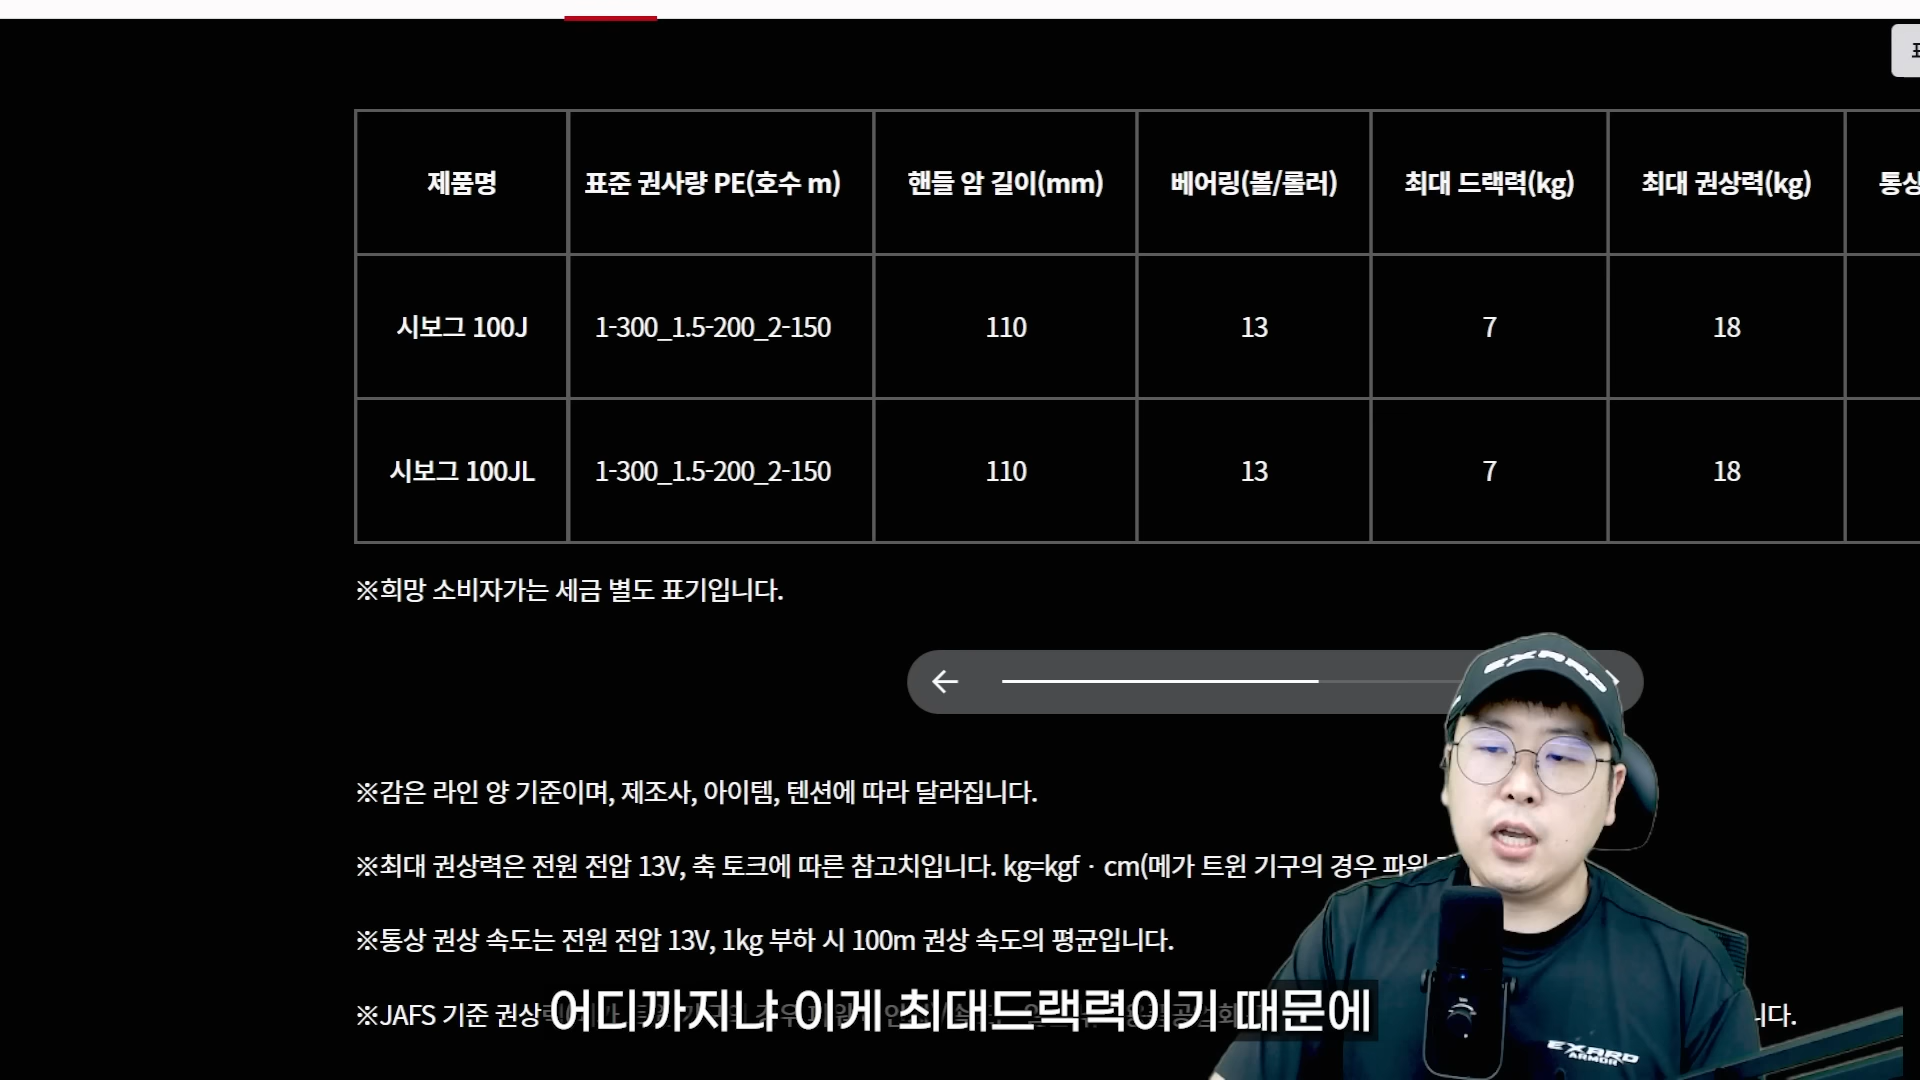 표
제품명 표준 권사량 PE(호수 m) 핸들 암 길이(mm) 베어링(볼/롤러) 최대 드랙력(kg) 최대 권상력(kg) 통상
시보그 100J 1-300_1.5-200_2-150 110 13 7 18
시보그 100JL 1-300_1.5-200_2-150 110 13 7 18
※희망 소비자가는 세금 별도 표기입니다.
※감은 라인 양 기준이며, 제조사, 아이템, 텐션에 따라 달라집니다.
※최대 권상력은 전원 전압 13V, 축 토크에 따른 참고치입니다. kg=kgf · cm(메가 트윈 기구의 경우 파워
※통상 권상 속도는 전원 전압 13V, 1kg 부하 시 100m 권상 속도의 평균입니다.
※JAFS 기준 권상 니다.
어디까지냐 이게 최대드랙력이기 때문에
EXARD
EXARD
ARMOR